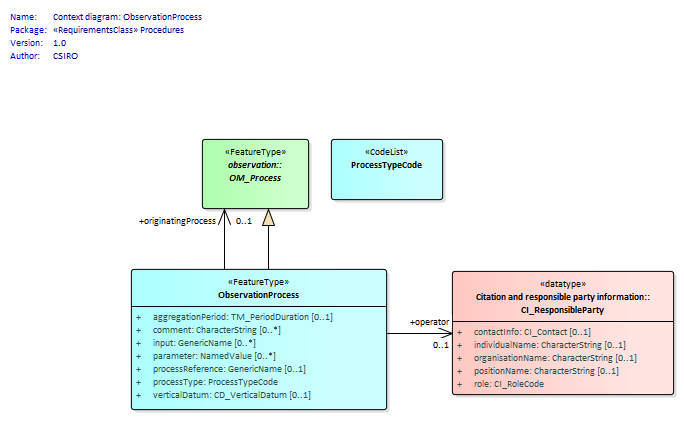 Name: Context diagram: ObservationProcess
Package: «RequirementsClass» Procedures
Version: 1.0
Author: CSIRO
«FeatureType»
observation::
OM_Process
«CodeList»
ProcessTypeCode
+originatingProcess 0..1
«FeatureType»
ObservationProcess
+ aggregationPeriod: TM_PeriodDuration [0..1]
+ comment: CharacterString [0..*]
+ input: GenericName [0..*]
+ parameter: NamedValue [0..*]
+ processReference: GenericName [0..1]
+ processType: ProcessTypeCode
+ verticalDatum: CD_VerticalDatum [0..1]
+operator
0..1
«datatype»
Citation and responsible party information::
CI_ResponsibleParty
+ contactInfo: CI_Contact [0..1]
+ individualName: CharacterString [0..1]
+ organisationName: CharacterString [0..1]
+ positionName: CharacterString [0..1]
+ role: CI_RoleCode